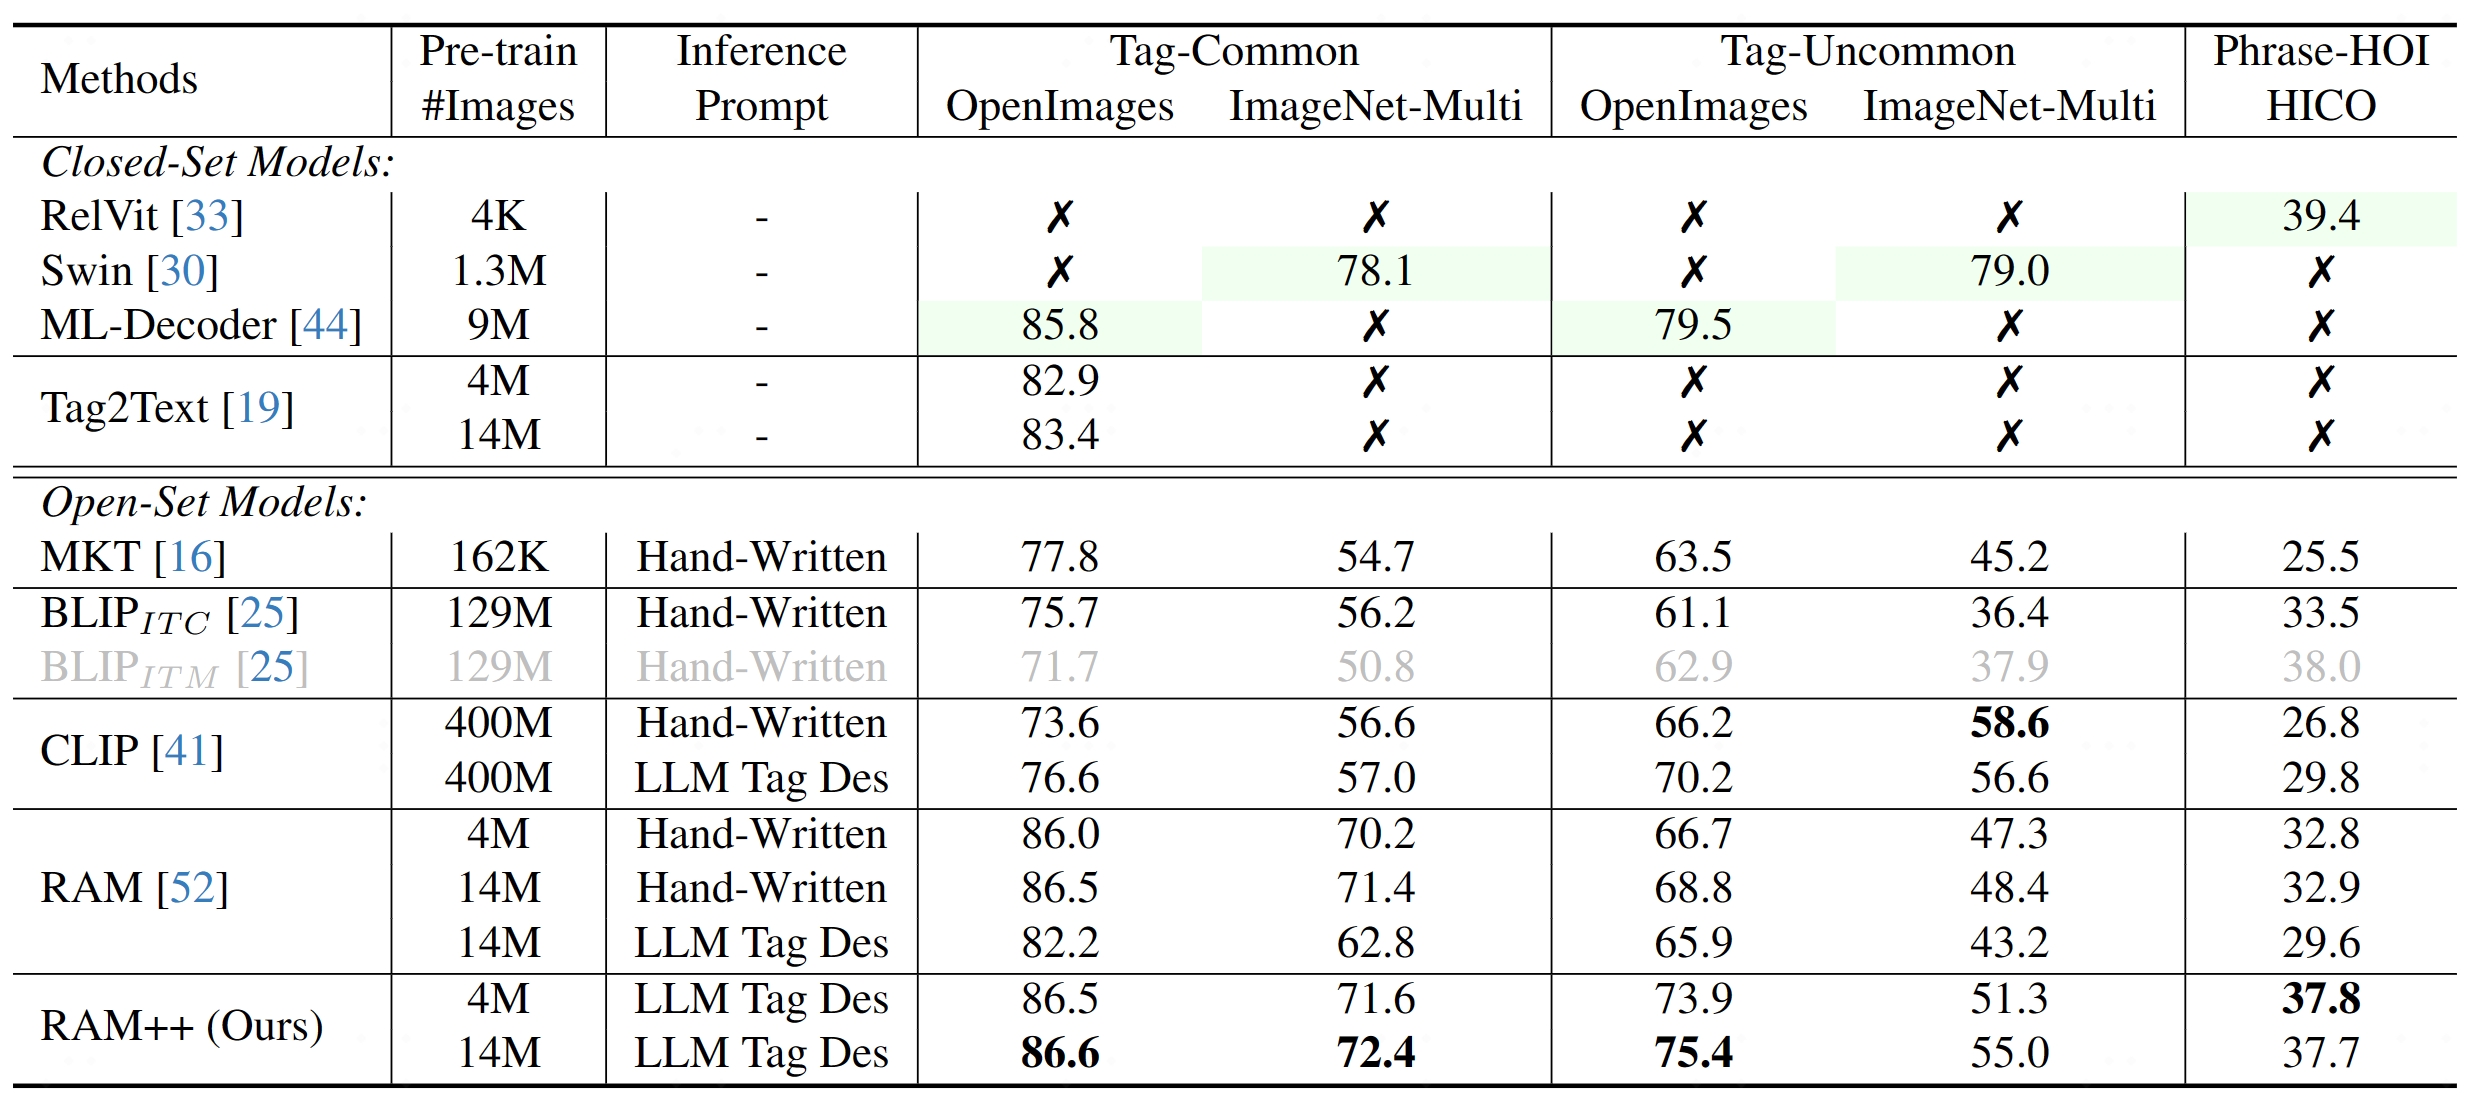 Methods Pre-train #Images Inference Prompt Tag-Common Tag-Uncommon Phrase-HOI
OpenImages ImageNet-Multi OpenImages ImageNet-Multi HICO
Closed-Set Models:
RelVit [33] 4K - ✗ ✗ ✗ ✗ 39.4
Swin [30] 1.3M - ✗ 78.1 ✗ 79.0 ✗
ML-Decoder [44] 9M - 85.8 ✗ 79.5 ✗ ✗
Tag2Text [19] 4M - 82.9 ✗ ✗ ✗ ✗
14M - 83.4 ✗ ✗ ✗ ✗
Open-Set Models:
MKT [16] 162K Hand-Written 77.8 54.7 63.5 45.2 25.5
BLIP_ITC [25] 129M Hand-Written 75.7 56.2 61.1 36.4 33.5
BLIP_ITM [25] 129M Hand-Written 71.7 50.8 62.9 37.9 38.0
CLIP [41] 400M Hand-Written 73.6 56.6 66.2 58.6 26.8
400M LLM Tag Des 76.6 57.0 70.2 56.6 29.8
RAM [52] 4M Hand-Written 86.0 70.2 66.7 47.3 32.8
14M Hand-Written 86.5 71.4 68.8 48.4 32.9
14M LLM Tag Des 82.2 62.8 65.9 43.2 29.6
RAM++ (Ours) 4M LLM Tag Des 86.5 71.6 73.9 51.3 37.8
14M LLM Tag Des 86.6 72.4 75.4 55.0 37.7